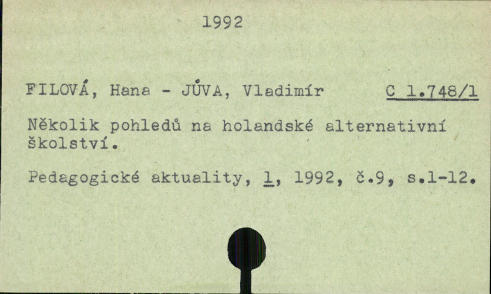 1992
FILOVÁ, Hana - JŮVA, Vladimír C 1.748/1
Několik pohledů na holandské alternativní
školství.
Pedagogické aktuality, 1, 1992, č.9, s.1-12.